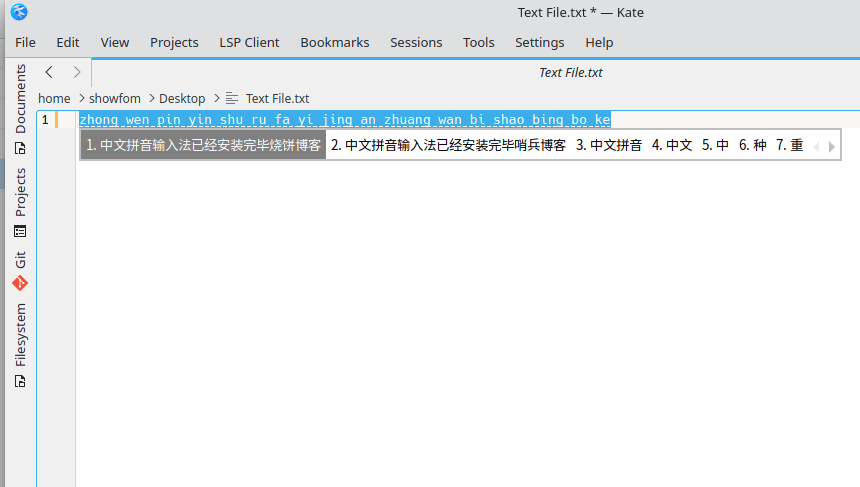 Text File.txt * — Kate
File Edit View Projects LSP Client Bookmarks Sessions Tools Settings Help
Text File.txt
home > showfom > Desktop > Text File.txt
1 zhong wen pin yin shu ru fa yi jing an zhuang wan bi shao bing bo ke
1. 中文拼音输入法已经安装完毕烧饼博客 2. 中文拼音输入法已经安装完毕哨兵博客 3. 中文拼音 4. 中文 5. 中 6. 种 7. 重
Documents
Projects
Git
Filesystem